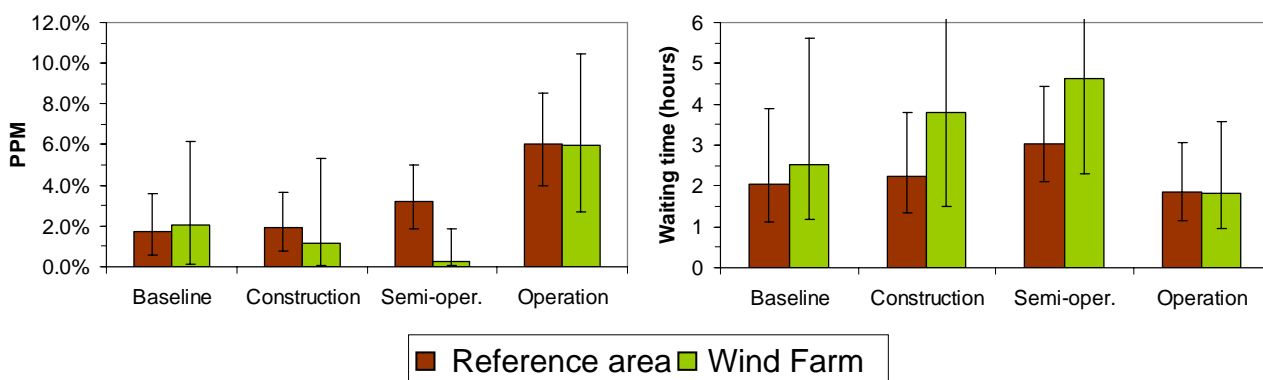 12.0%
10.0%
8.0%
6.0%
4.0%
2.0%
0.0%
PPM
Baseline Construction Semi-oper. Operation
6
5
4
3
2
1
0
Waiting time (hours)
Baseline Construction Semi-oper. Operation
Reference area Wind Farm